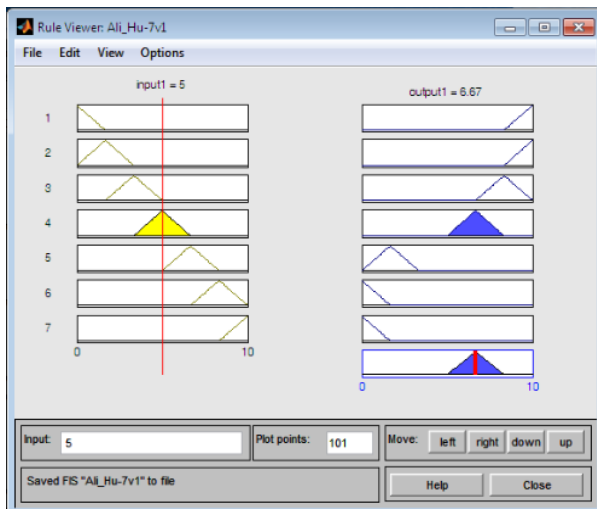 Rule Viewer: Ali_Hu-7v1
File Edit View Options
input1 = 5
output1 = 6.67
1
2
3
4
5
6
7
0 10
0 10
Input: 5
Plot points: 101
Move: left right down up
Saved FIS "Ali_Hu-7v1" to file
Help Close